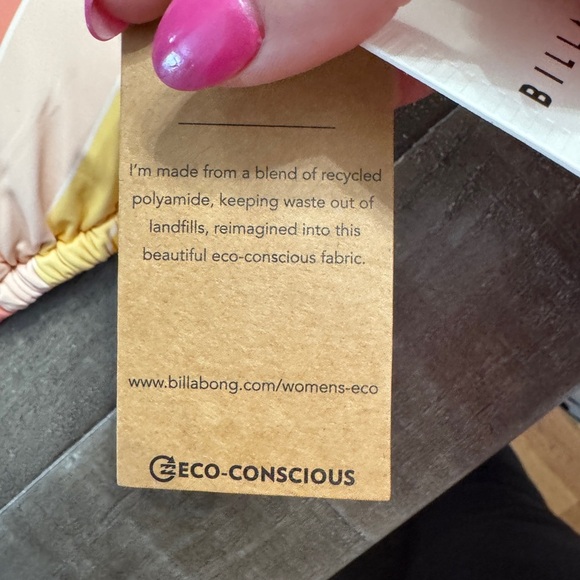 BILLA
I'm made from a blend of recycled
polyamide, keeping waste out of
landfills, reimagined into this
beautiful eco-conscious fabric.
www.billabong.com/womens-eco
ECO-CONSCIOUS